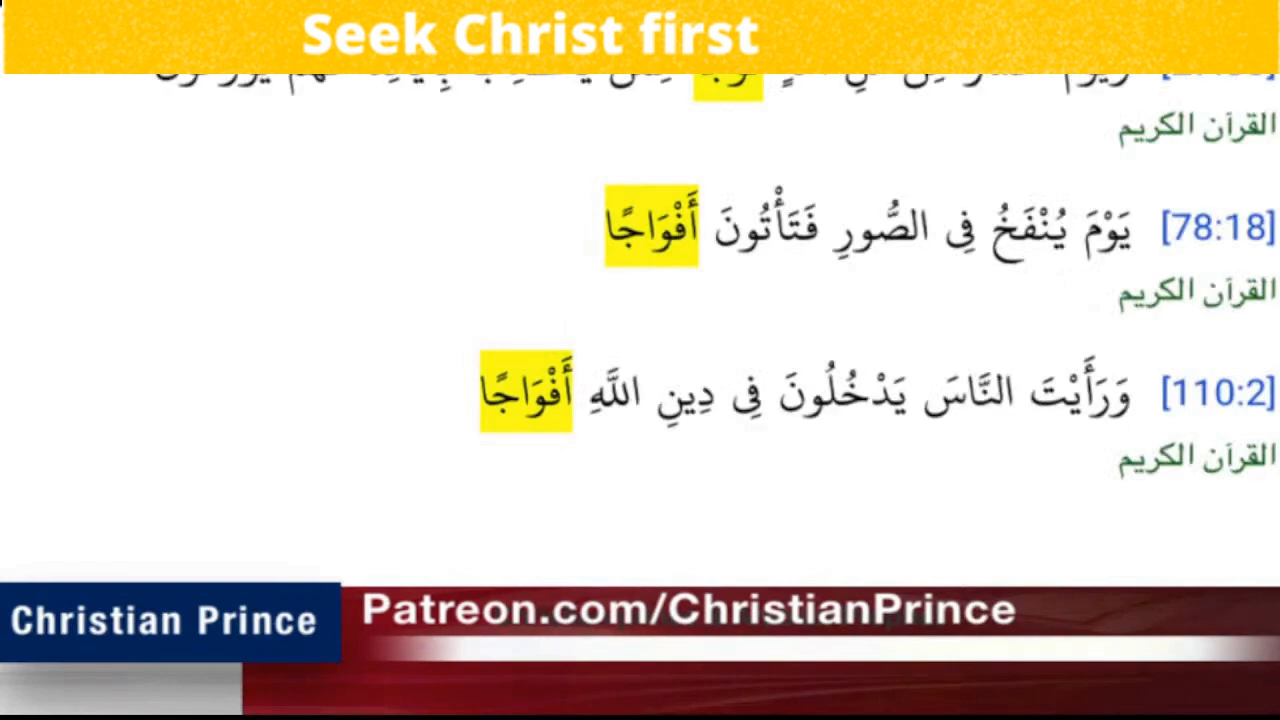 Seek Christ first
القرآن الكريم
[78:18] يَوْمَ يُنْفَخُ فِى الصُّورِ فَتَأْتُونَ أَفْوَاجًا
القرآن الكريم
[110:2] وَرَأَيْتَ النَّاسَ يَدْخُلُونَ فِى دِينِ اللَّهِ أَفْوَاجًا
القرآن الكريم
Christian Prince
Patreon.com/ChristianPrince